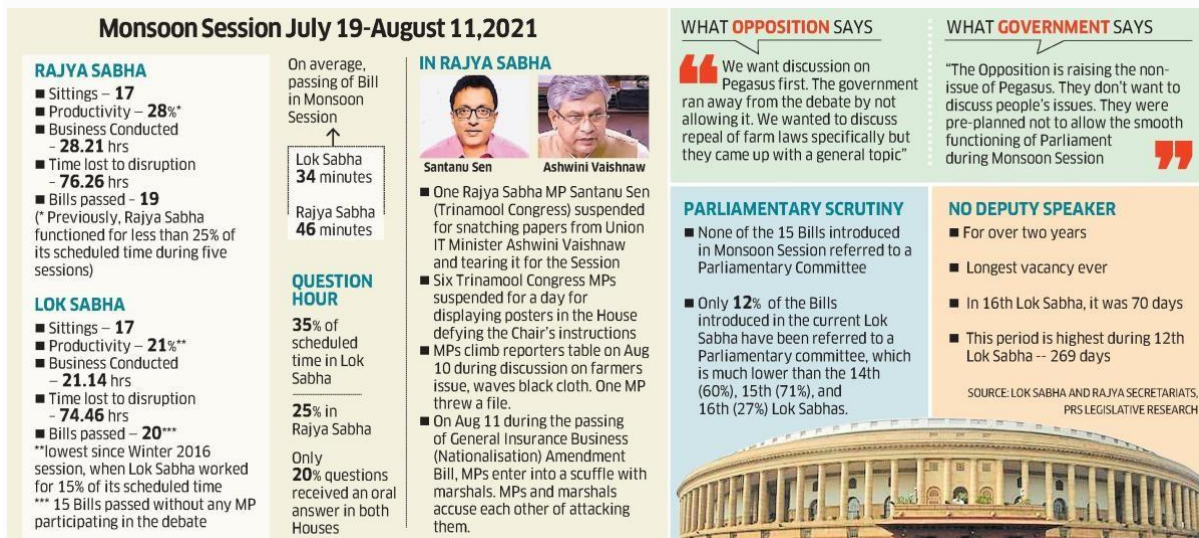 Monsoon Session July 19-August 11,2021
RAJYA SABHA
■ Sittings – 17
■ Productivity – 28%*
■ Business Conducted
- 28.21 hrs
■ Time lost to disruption
- 76.26 hrs
■ Bills passed - 19
(* Previously, Rajya Sabha
functioned for less than 25% of
its scheduled time during five
sessions)
LOK SABHA
■ Sittings – 17
■ Productivity – 21%**
■ Business Conducted
– 21.14 hrs
■ Time lost to disruption
- 74.46 hrs
■ Bills passed – 20***
**lowest since Winter 2016
session, when Lok Sabha worked
for 15% of its scheduled time
*** 15 Bills passed without any MP
participating in the debate
On average,
passing of Bill
in Monsoon
Session
Lok Sabha
34 minutes
Rajya Sabha
46 minutes
QUESTION
HOUR
35% of
scheduled
time in Lok
Sabha
25% in
Rajya Sabha
Only
20% questions
received an oral
answer in both
Houses
IN RAJYA SABHA
Santanu Sen
Ashwini Vaishnaw
■ One Rajya Sabha MP Santanu Sen
(Trinamool Congress) suspended
for snatching papers from Union
IT Minister Ashwini Vaishnaw
and tearing it for the Session
■ Six Trinamool Congress MPs
suspended for a day for
displaying posters in the House
defying the Chair's instructions
■ MPs climb reporters table on Aug
10 during discussion on farmers
issue, waves black cloth. One MP
threw a file.
■ On Aug 11 during the passing
of General Insurance Business
(Nationalisation) Amendment
Bill, MPs enter into a scuffle with
marshals. MPs and marshals
accuse each other of attacking
them.
WHAT OPPOSITION SAYS
“We want discussion on
Pegasus first. The government
ran away from the debate by not
allowing it. We wanted to discuss
repeal of farm laws specifically but
they came up with a general topic”
WHAT GOVERNMENT SAYS
“The Opposition is raising the non-
issue of Pegasus. They don't want to
discuss people's issues. They were
pre-planned not to allow the smooth
functioning of Parliament
during Monsoon Session ”
PARLIAMENTARY SCRUTINY
■ None of the 15 Bills introduced
in Monsoon Session referred to a
Parliamentary Committee
■ Only 12% of the Bills
introduced in the current Lok
Sabha have been referred to a
Parliamentary committee, which
is much lower than the 14th
(60%), 15th (71%), and
16th (27%) Lok Sabhas.
NO DEPUTY SPEAKER
■ For over two years
■ Longest vacancy ever
■ In 16th Lok Sabha, it was 70 days
■ This period is highest during 12th
Lok Sabha -- 269 days
SOURCE: LOK SABHA AND RAJYA SECRETARIATS,
PRS LEGISLATIVE RESEARCH